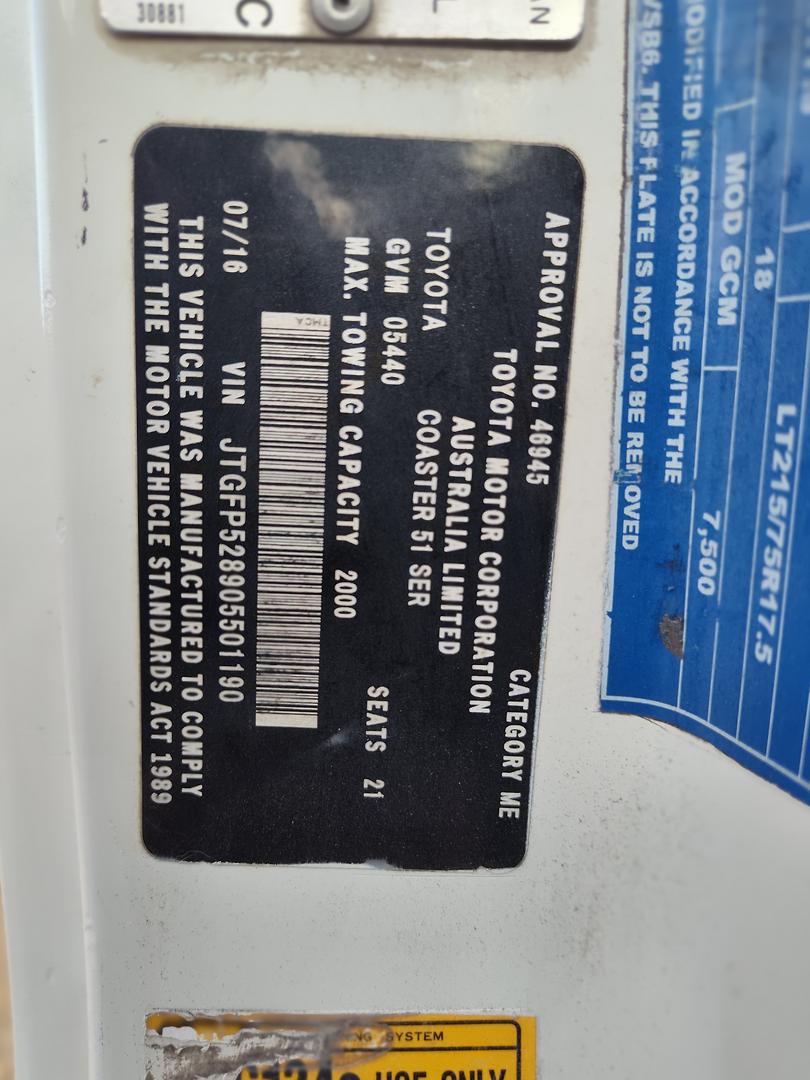 30881
C
L
AN
APPROVAL NO. 46945 CATEGORY ME
TOYOTA MOTOR CORPORATION
AUSTRALIA LIMITED
TOYOTA COASTER 51 SER
GVM 05440 SEATS 21
MAX. TOWING CAPACITY 2000
TMCA
07/16 VIN JTGFP528905501190
THIS VEHICLE WAS MANUFACTURED TO COMPLY
WITH THE MOTOR VEHICLE STANDARDS ACT 1989
LT215/75R17.5
18
MOD GCM 7,500
MODIFIED IN ACCORDANCE WITH THE
VSB6. THIS PLATE IS NOT TO BE REMOVED
SYSTEM
USE ONLY